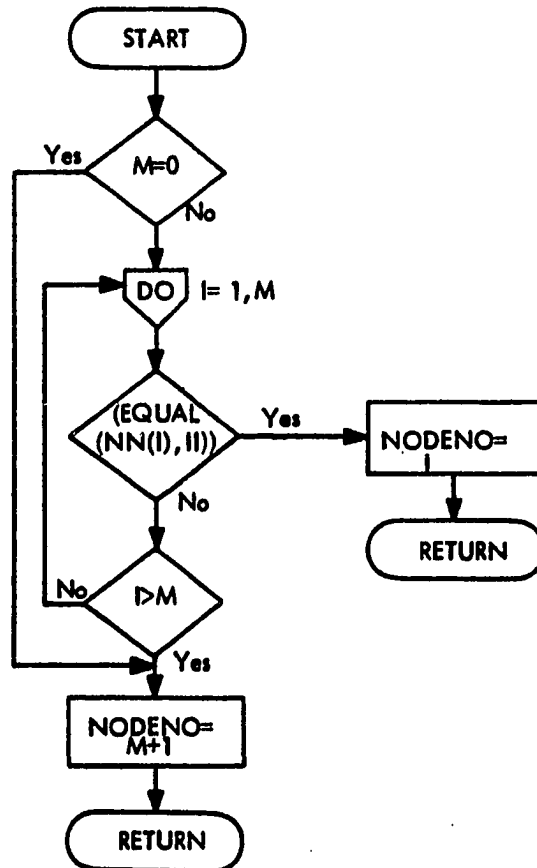 START
Yes
M=0
No
DO I= 1,M
(EQUAL
(NN(I),II))
Yes
No
NODENO=
I
RETURN
No
I>M
Yes
NODENO=
M+1
RETURN